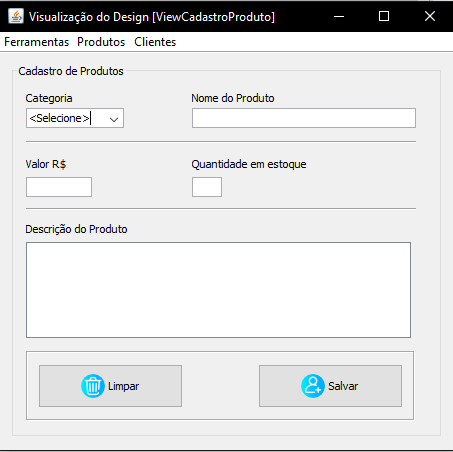 Visualização do Design [ViewCadastroProduto]
Ferramentas Produtos Clientes
Cadastro de Produtos
Categoria Nome do Produto
<Selecione>
Valor R$ Quantidade em estoque
Descrição do Produto
Limpar Salvar